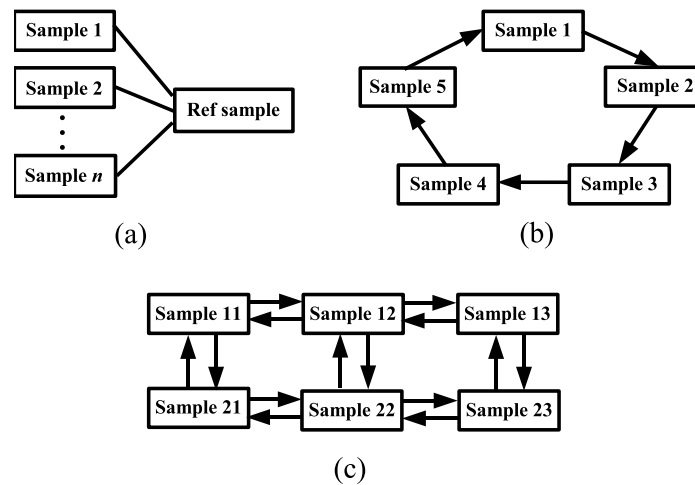 Sample 1
Sample 2
Sample n
Ref sample
(a)
Sample 1
Sample 2
Sample 3
Sample 4
Sample 5
(b)
Sample 11
Sample 12
Sample 13
Sample 21
Sample 22
Sample 23
(c)